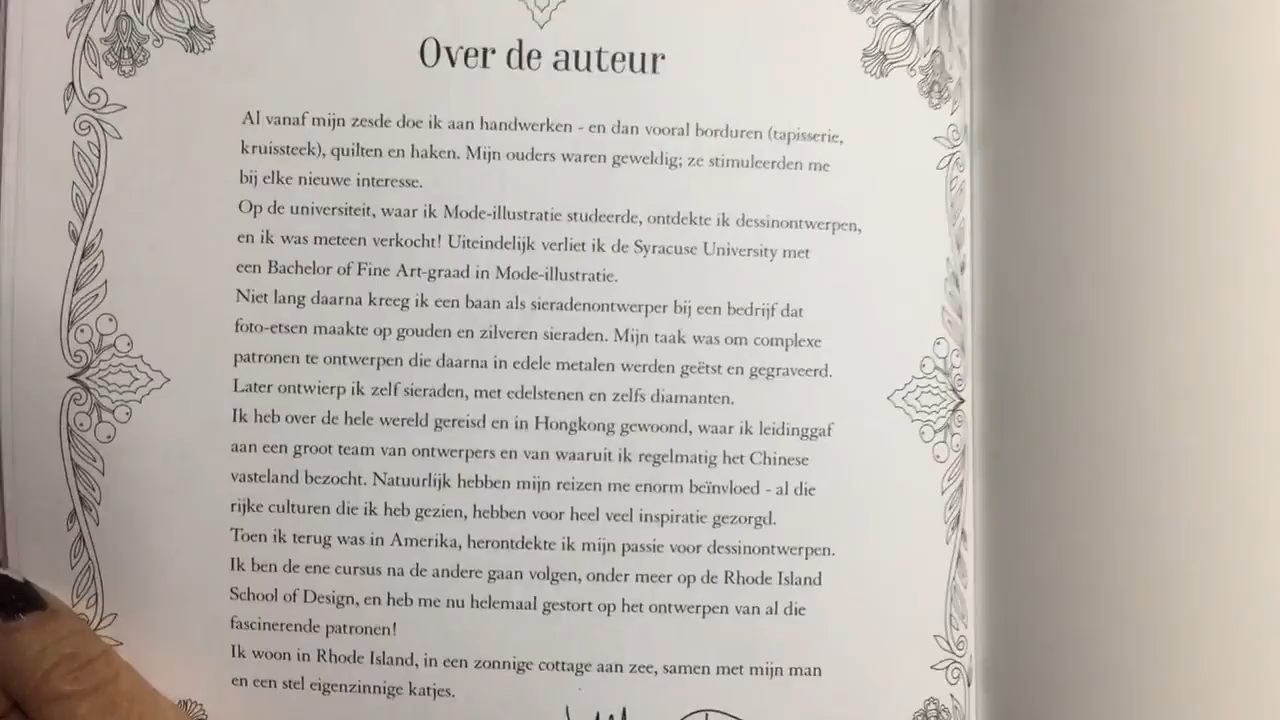 Over de auteur
Al vanaf mijn zesde doe ik aan handwerken - en dan vooral borduren (tapisserie,
kruissteek), quilten en haken. Mijn ouders waren geweldig; ze stimuleerden me
bij elke nieuwe interesse.
Op de universiteit, waar ik Mode-illustratie studeerde, ontdekte ik dessinontwerpen,
en ik was meteen verkocht! Uiteindelijk verliet ik de Syracuse University met
een Bachelor of Fine Art-graad in Mode-illustratie.
Niet lang daarna kreeg ik een baan als sieradenontwerper bij een bedrijf dat
foto-etsen maakte op gouden en zilveren sieraden. Mijn taak was om complexe
patronen te ontwerpen die daarna in edele metalen werden geëtst en gegraveerd.
Later ontwierp ik zelf sieraden, met edelstenen en zelfs diamanten.
Ik heb over de hele wereld gereisd en in Hongkong gewoond, waar ik leidinggaf
aan een groot team van ontwerpers en van waaruit ik regelmatig het Chinese
vasteland bezocht. Natuurlijk hebben mijn reizen me enorm beïnvloed - al die
rijke culturen die ik heb gezien, hebben voor heel veel inspiratie gezorgd.
Toen ik terug was in Amerika, herontdekte ik mijn passie voor dessinontwerpen.
Ik ben de ene cursus na de andere gaan volgen, onder meer op de Rhode Island
School of Design, en heb me nu helemaal gestort op het ontwerpen van al die
fascinerende patronen!
Ik woon in Rhode Island, in een zonnige cottage aan zee, samen met mijn man
en een stel eigenzinnige katjes.